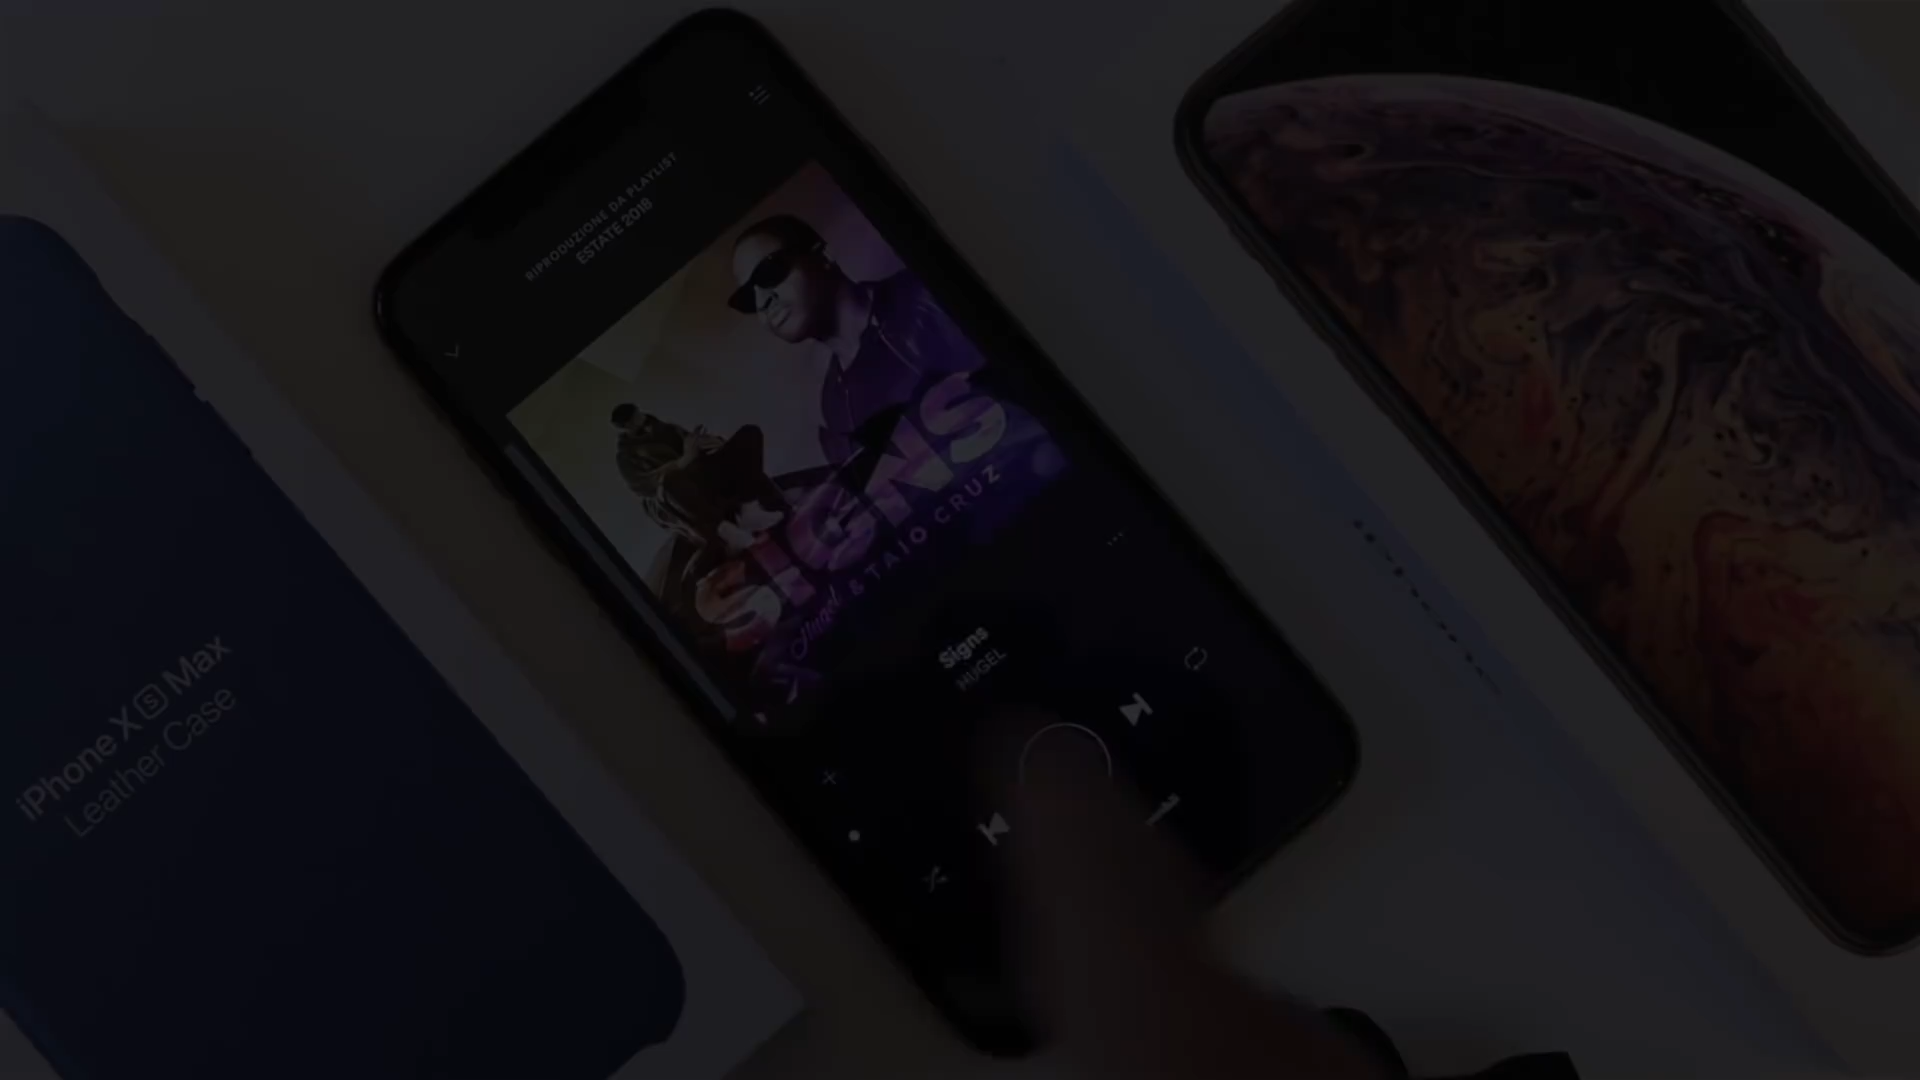 RIPRODUZIONE DA PLAYLIST
ESTATE 2018
SIGNS
Hugel & TAIO CRUZ
Signs
HUGEL
iPhone XS Max
Leather Case